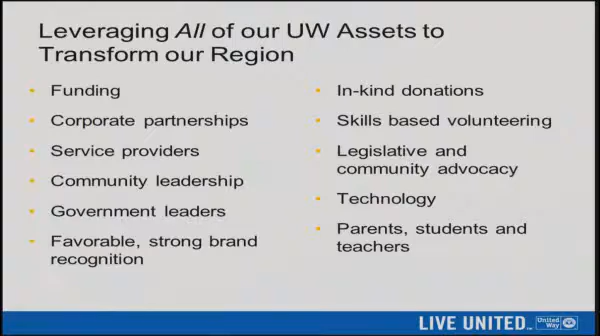 Leveraging All of our UW Assets to
Transform our Region
• Funding
• Corporate partnerships
• Service providers
• Community leadership
• Government leaders
• Favorable, strong brand
recognition
• In-kind donations
• Skills based volunteering
• Legislative and
community advocacy
• Technology
• Parents, students and
teachers
LIVE UNITED™
United
Way